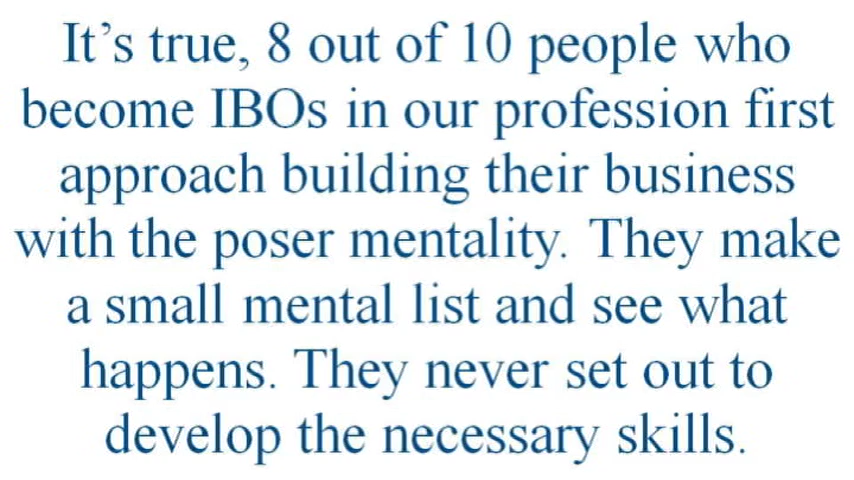 It’s true, 8 out of 10 people who
become IBOs in our profession first
approach building their business
with the poser mentality. They make
a small mental list and see what
happens. They never set out to
develop the necessary skills.